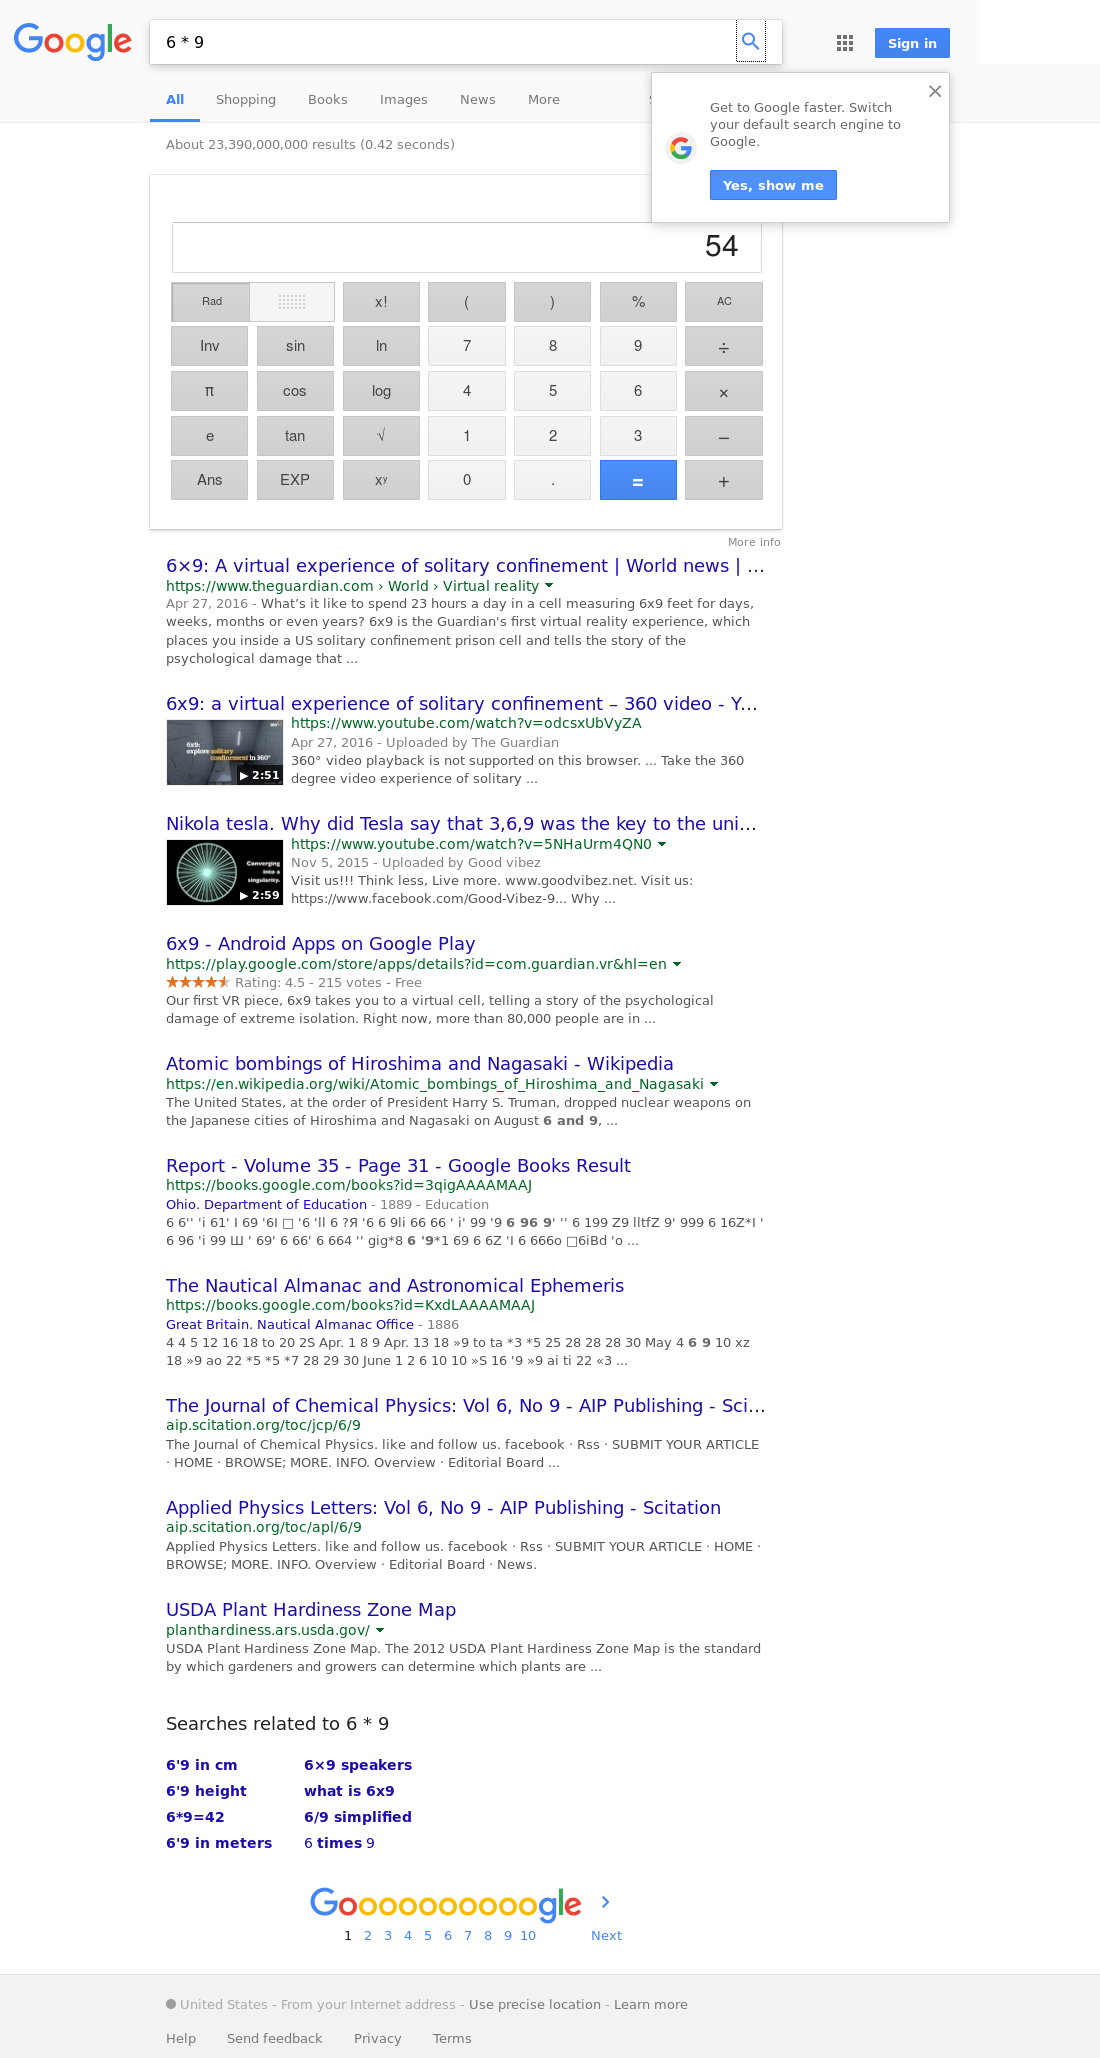 Google
6 * 9
Sign in
All Shopping Books Images News More
Get to Google faster. Switch
your default search engine to
Google.
Yes, show me
About 23,390,000,000 results (0.42 seconds)
54
Rad x! ( ) % AC
Inv sin ln 7 8 9 ÷
π cos log 4 5 6 ×
e tan √ 1 2 3 −
Ans EXP xʸ 0 . = +
More info
6×9: A virtual experience of solitary confinement | World news | ...
https://www.theguardian.com › World › Virtual reality
Apr 27, 2016 - What’s it like to spend 23 hours a day in a cell measuring 6x9 feet for days,
weeks, months or even years? 6x9 is the Guardian's first virtual reality experience, which
places you inside a US solitary confinement prison cell and tells the story of the
psychological damage that ...
6x9: a virtual experience of solitary confinement – 360 video - Y...
6x9:
explore solitary
confinement in 360°
▶ 2:51
https://www.youtube.com/watch?v=odcsxUbVyZA
Apr 27, 2016 - Uploaded by The Guardian
360° video playback is not supported on this browser. ... Take the 360
degree video experience of solitary ...
Nikola tesla. Why did Tesla say that 3,6,9 was the key to the uni...
Converging
into a
singularity.
▶ 2:59
https://www.youtube.com/watch?v=5NHaUrm4QN0
Nov 5, 2015 - Uploaded by Good vibez
Visit us!!! Think less, Live more. www.goodvibez.net. Visit us:
https://www.facebook.com/Good-Vibez-9... Why ...
6x9 - Android Apps on Google Play
https://play.google.com/store/apps/details?id=com.guardian.vr&hl=en
Rating: 4.5 - 215 votes - Free
Our first VR piece, 6x9 takes you to a virtual cell, telling a story of the psychological
damage of extreme isolation. Right now, more than 80,000 people are in ...
Atomic bombings of Hiroshima and Nagasaki - Wikipedia
https://en.wikipedia.org/wiki/Atomic_bombings_of_Hiroshima_and_Nagasaki
The United States, at the order of President Harry S. Truman, dropped nuclear weapons on
the Japanese cities of Hiroshima and Nagasaki on August 6 and 9, ...
Report - Volume 35 - Page 31 - Google Books Result
https://books.google.com/books?id=3qigAAAAMAAJ
Ohio. Department of Education - 1889 - Education
6 6'' 'i 61' I 69 '6I □ '6 'll 6 ?Я '6 6 9li 66 66 ' i' 99 '9 6 96 9' '' 6 199 Z9 lltfZ 9' 999 6 16Z*I '
6 96 'i 99 Ш ' 69' 6 66' 6 664 '' gig*8 6 '9*1 69 6 6Z 'I 6 666o □6iBd 'o ...
The Nautical Almanac and Astronomical Ephemeris
https://books.google.com/books?id=KxdLAAAAMAAJ
Great Britain. Nautical Almanac Office - 1886
4 4 5 12 16 18 to 20 2S Apr. 1 8 9 Apr. 13 18 »9 to ta *3 *5 25 28 28 28 30 May 4 6 9 10 xz
18 »9 ao 22 *5 *5 *7 28 29 30 June 1 2 6 10 10 »S 16 '9 »9 ai ti 22 «3 ...
The Journal of Chemical Physics: Vol 6, No 9 - AIP Publishing - Sci...
aip.scitation.org/toc/jcp/6/9
The Journal of Chemical Physics. like and follow us. facebook · Rss · SUBMIT YOUR ARTICLE
· HOME · BROWSE; MORE. INFO. Overview · Editorial Board ...
Applied Physics Letters: Vol 6, No 9 - AIP Publishing - Scitation
aip.scitation.org/toc/apl/6/9
Applied Physics Letters. like and follow us. facebook · Rss · SUBMIT YOUR ARTICLE · HOME ·
BROWSE; MORE. INFO. Overview · Editorial Board · News.
USDA Plant Hardiness Zone Map
planthardiness.ars.usda.gov/
USDA Plant Hardiness Zone Map. The 2012 USDA Plant Hardiness Zone Map is the standard
by which gardeners and growers can determine which plants are ...
Searches related to 6 * 9
6'9 in cm 6×9 speakers
6'9 height what is 6x9
6*9=42 6/9 simplified
6'9 in meters 6 times 9
Goooooooooogle
1 2 3 4 5 6 7 8 9 10 Next
United States - From your Internet address - Use precise location - Learn more
Help Send feedback Privacy Terms